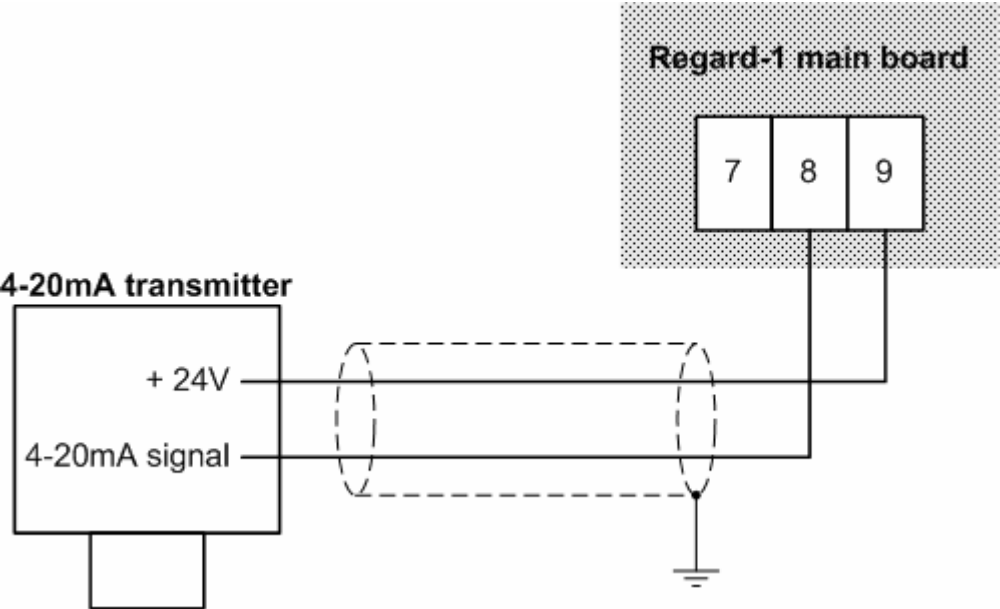 Regard-1 main board
7 8 9
4-20mA transmitter
+ 24V
4-20mA signal